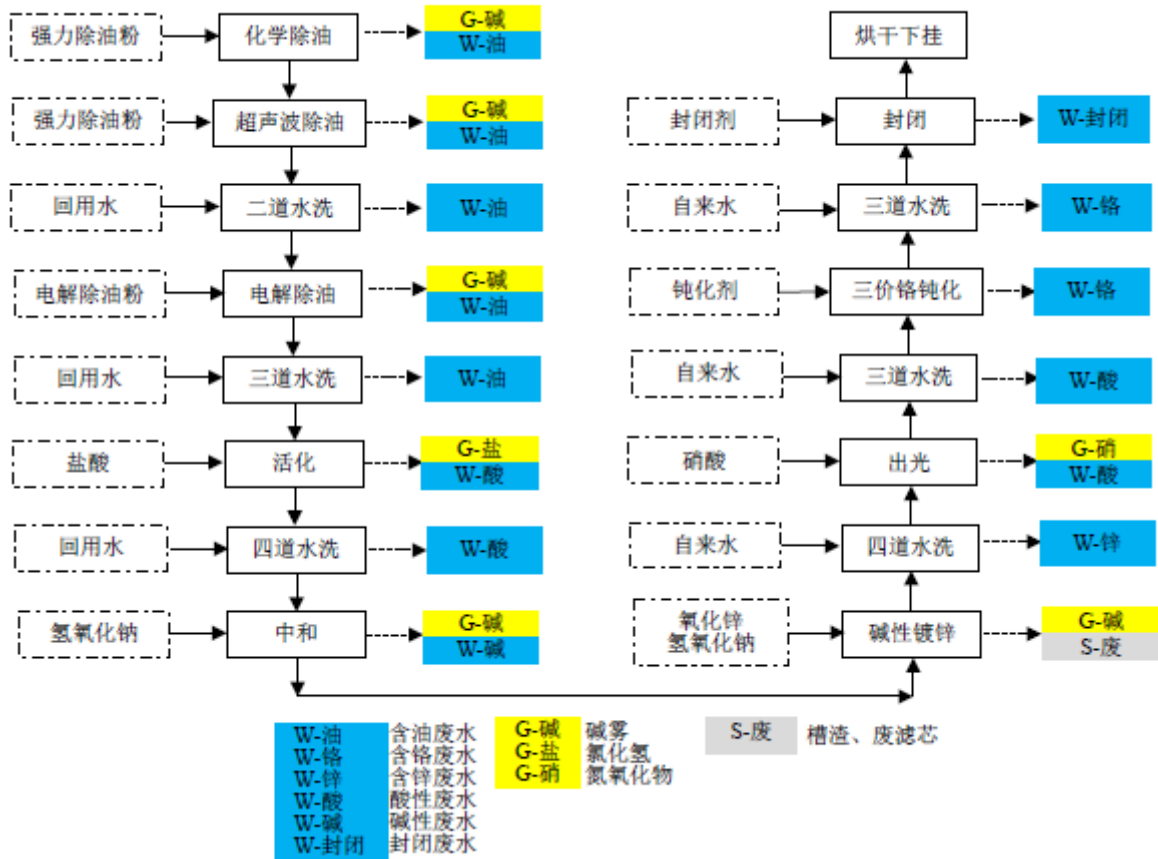 强力除油粉
化学除油
G-碱
W-油
强力除油粉
超声波除油
G-碱
W-油
回用水
二道水洗
W-油
电解除油粉
电解除油
G-碱
W-油
回用水
三道水洗
W-油
盐酸
活化
G-盐
W-酸
回用水
四道水洗
W-酸
氢氧化钠
中和
G-碱
W-碱
烘干下挂
封闭剂
封闭
W-封闭
自来水
三道水洗
W-铬
钝化剂
三价铬钝化
W-铬
自来水
三道水洗
W-酸
硝酸
出光
G-硝
W-酸
自来水
四道水洗
W-锌
氧化锌
氢氧化钠
碱性镀锌
G-碱
S-废
W-油 含油废水
W-铬 含铬废水
W-锌 含锌废水
W-酸 酸性废水
W-碱 碱性废水
W-封闭 封闭废水
G-碱 碱雾
G-盐 氯化氢
G-硝 氮氧化物
S-废 槽渣、废滤芯